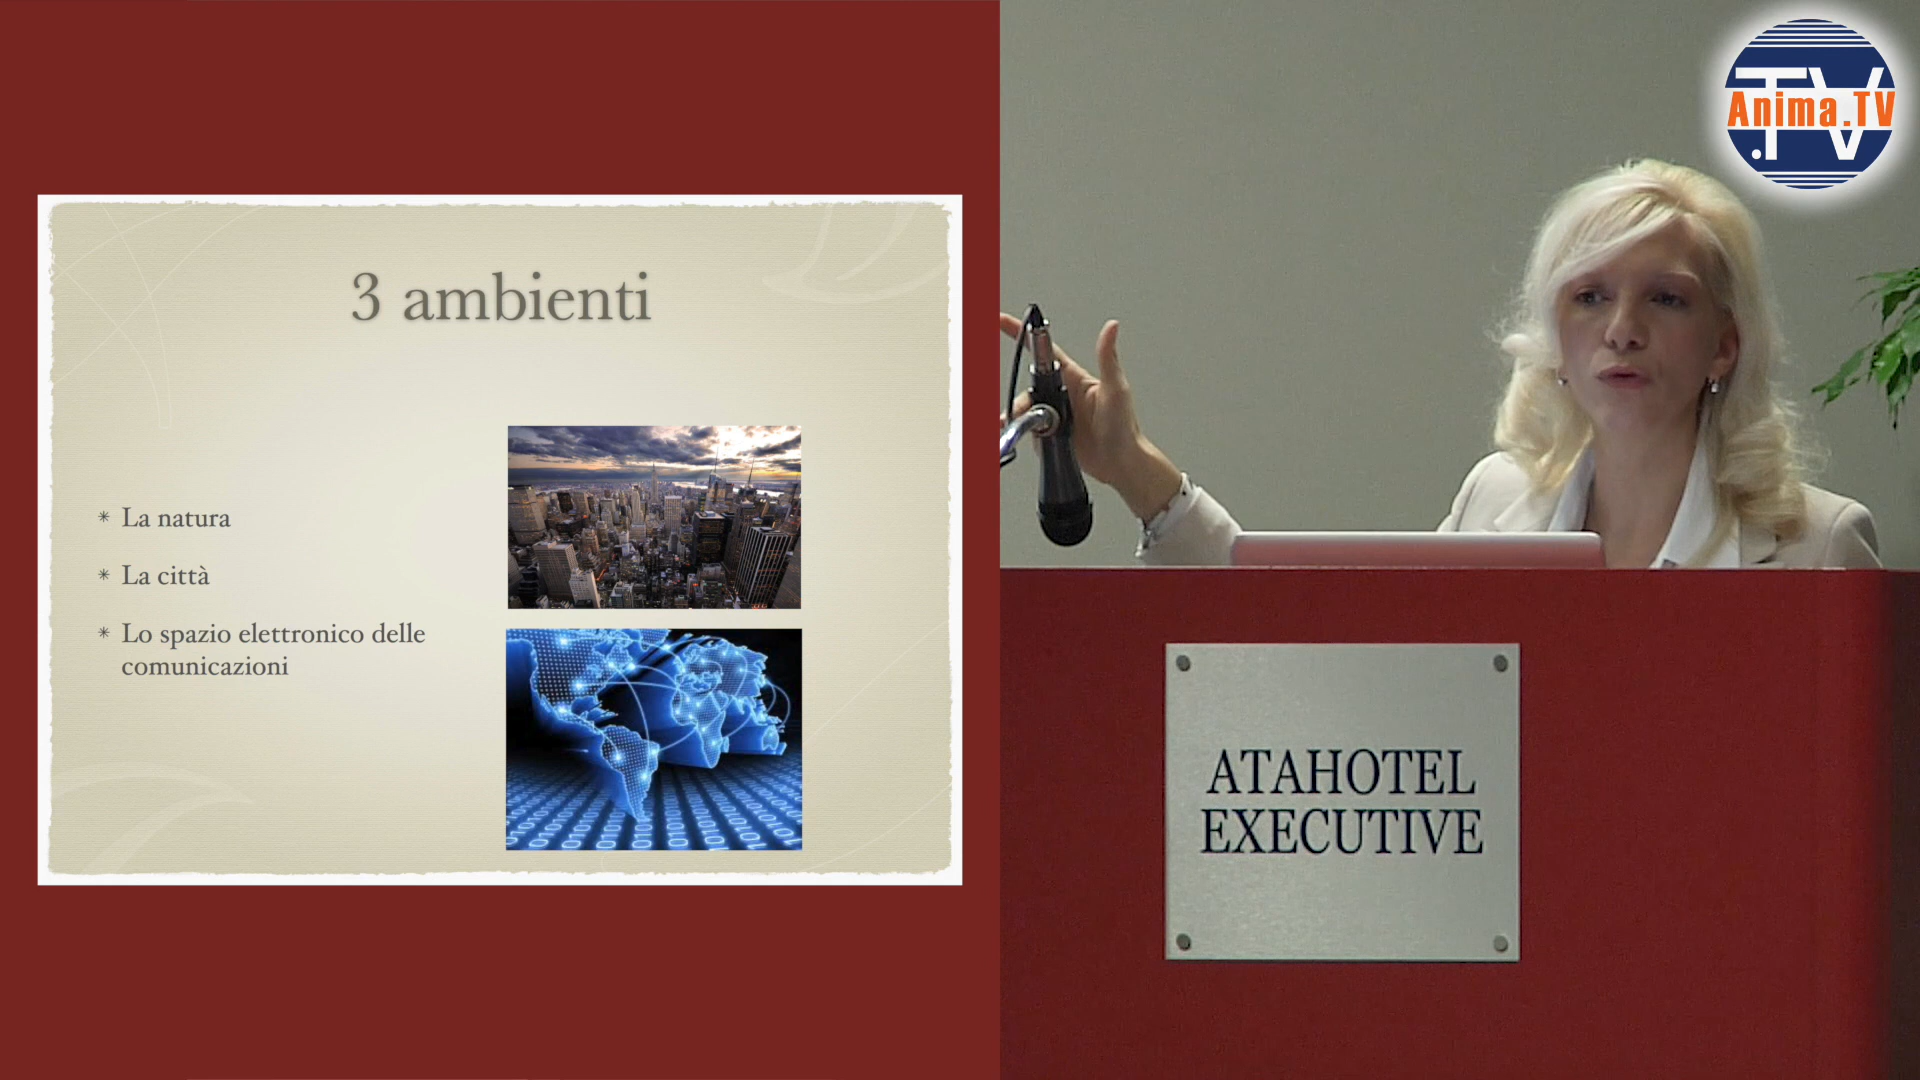 3 ambienti
La natura
La città
Lo spazio elettronico delle
comunicazioni
.TV
Anima.TV
ATAHOTEL
EXECUTIVE